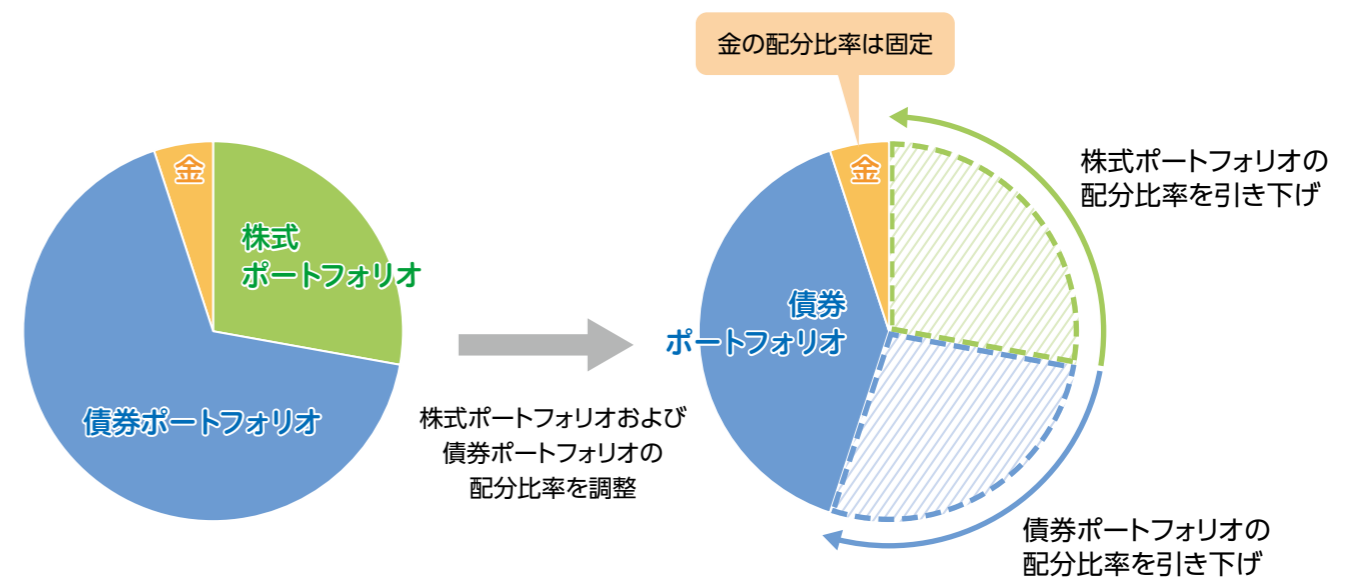 金の配分比率は固定
金
株式
ポートフォリオ
債券ポートフォリオ
株式ポートフォリオおよび
債券ポートフォリオの
配分比率を調整
金
債券
ポートフォリオ
株式ポートフォリオの
配分比率を引き下げ
債券ポートフォリオの
配分比率を引き下げ